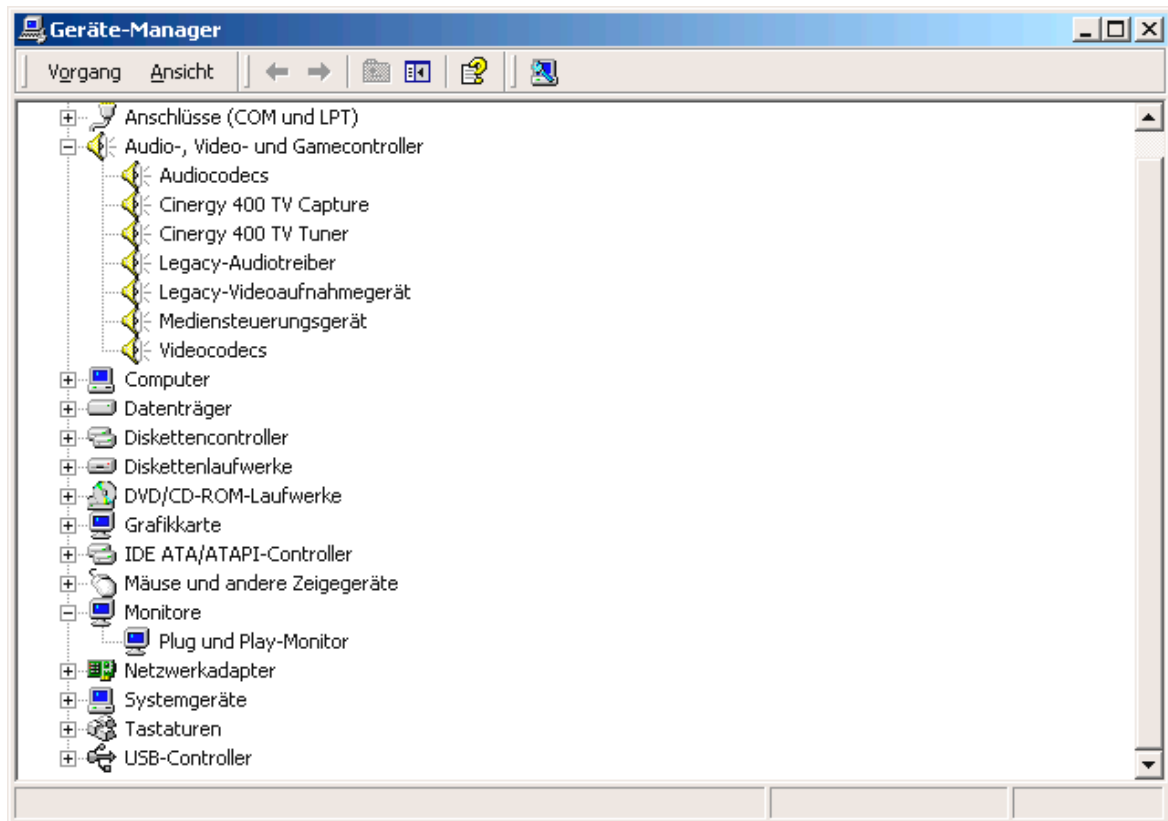 Geräte-Manager
Vorgang Ansicht
Anschlüsse (COM und LPT)
Audio-, Video- und Gamecontroller
Audiocodecs
Cinergy 400 TV Capture
Cinergy 400 TV Tuner
Legacy-Audiotreiber
Legacy-Videoaufnahmegerät
Mediensteuerungsgerät
Videocodecs
Computer
Datenträger
Diskettencontroller
Diskettenlaufwerke
DVD/CD-ROM-Laufwerke
Grafikkarte
IDE ATA/ATAPI-Controller
Mäuse und andere Zeigegeräte
Monitore
Plug und Play-Monitor
Netzwerkadapter
Systemgeräte
Tastaturen
USB-Controller